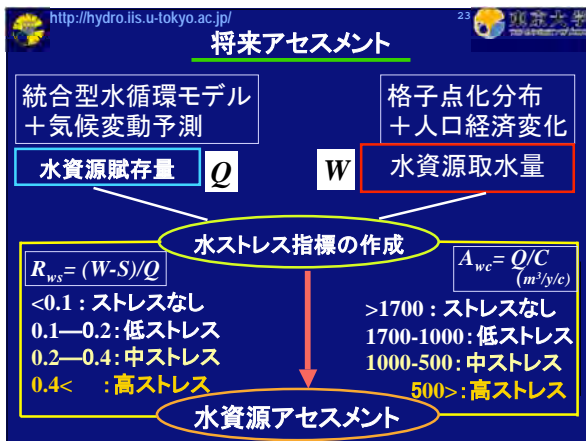 http://hydro.iis.u-tokyo.ac.jp/
23
東京大学
将来アセスメント
統合型水循環モデル
＋気候変動予測
格子点化分布
＋人口経済変化
水資源賦存量
Q
W
水資源取水量
水ストレス指標の作成
Rws= (W-S)/Q
<0.1 : ストレスなし
0.1—0.2: 低ストレス
0.2—0.4: 中ストレス
0.4< : 高ストレス
Awc= Q/C
(m³/y/c)
>1700 : ストレスなし
1700-1000: 低ストレス
1000-500: 中ストレス
500>: 高ストレス
水資源アセスメント